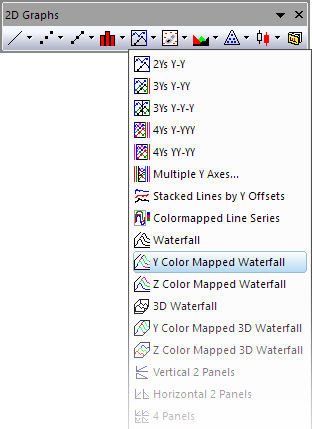 2D Graphs
2Ys Y-Y
3Ys Y-YY
3Ys Y-Y-Y
4Ys Y-YYY
4Ys YY-YY
Multiple Y Axes...
Stacked Lines by Y Offsets
Colormapped Line Series
Waterfall
Y Color Mapped Waterfall
Z Color Mapped Waterfall
3D Waterfall
Y Color Mapped 3D Waterfall
Z Color Mapped 3D Waterfall
Vertical 2 Panels
Horizontal 2 Panels
4 Panels